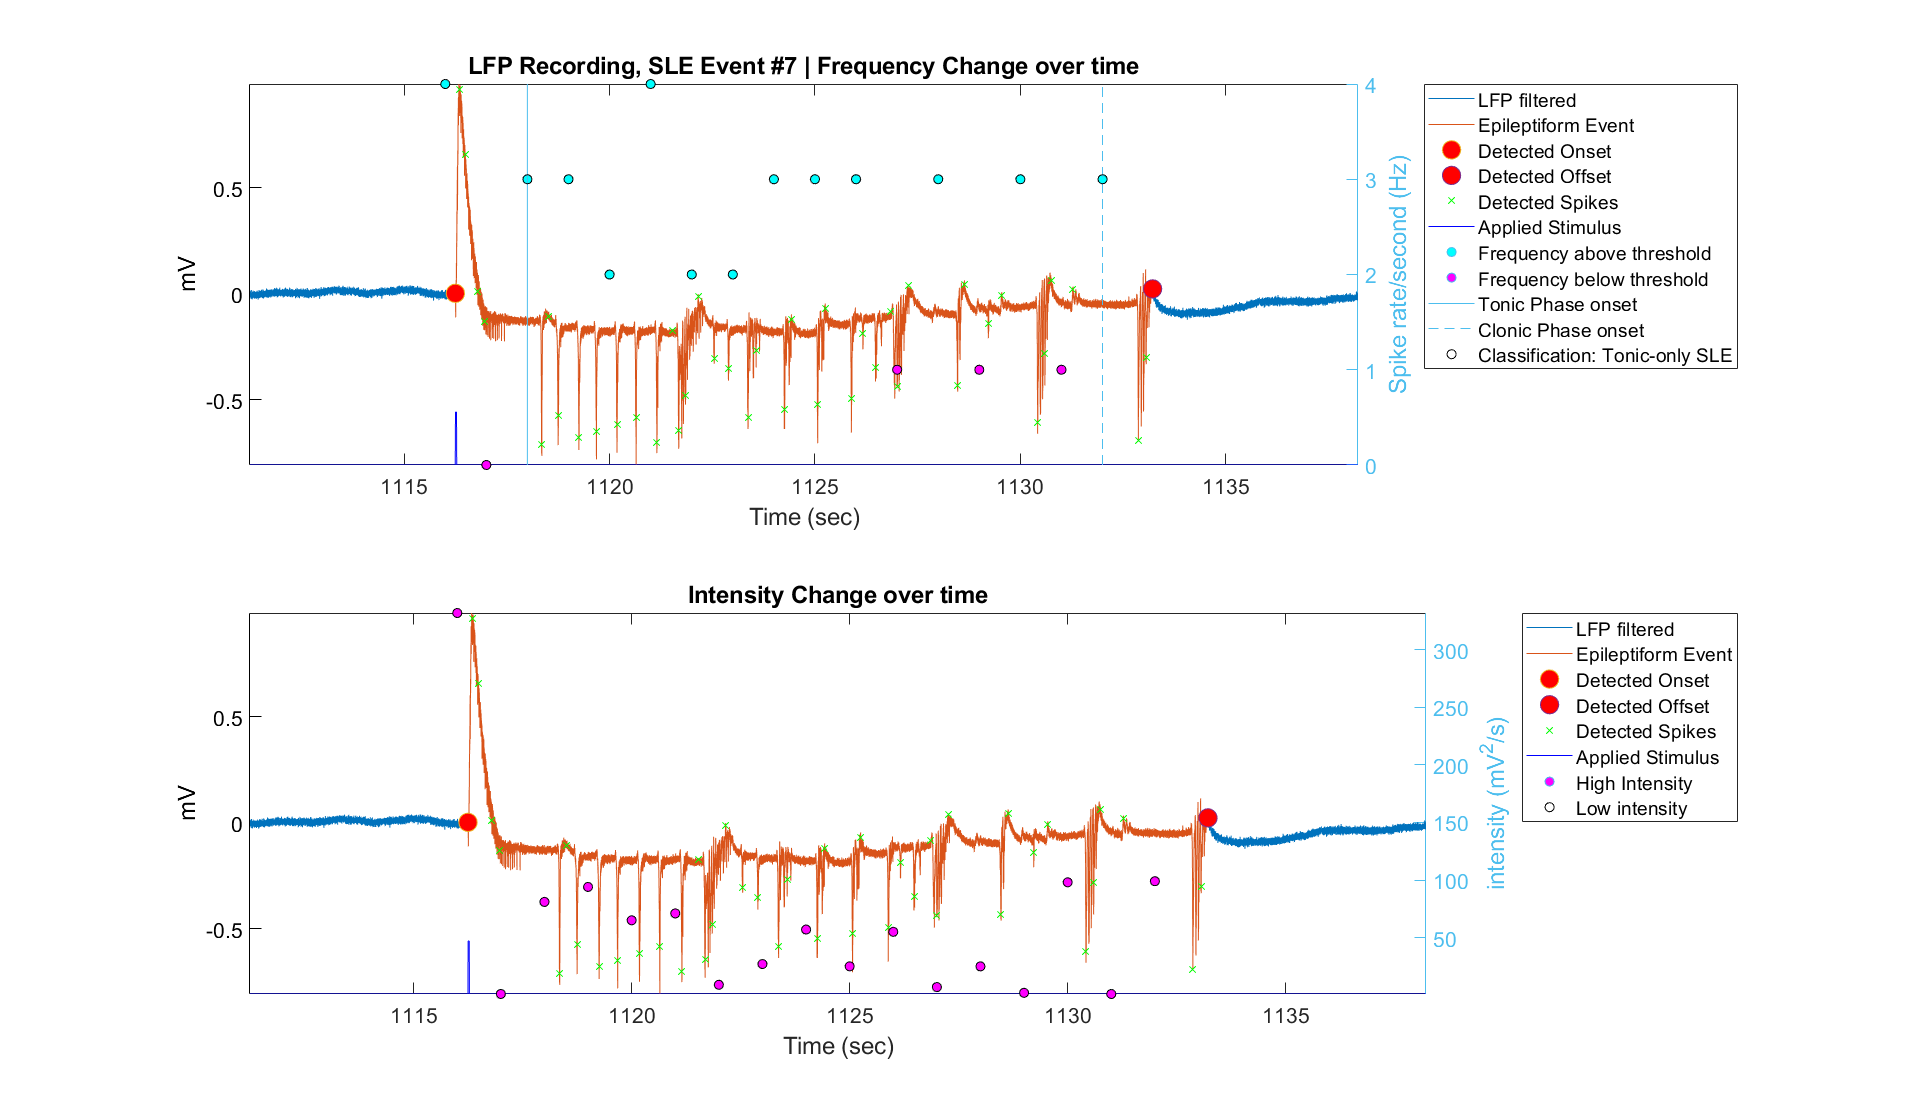 LFP Recording, SLE Event #7 | Frequency Change over time
mV
0.5
0
-0.5
1115
1120
1125
1130
1135
Time (sec)
4
3
2
1
0
Spike rate/second (Hz)
LFP filtered
Epileptiform Event
Detected Onset
Detected Offset
Detected Spikes
Applied Stimulus
Frequency above threshold
Frequency below threshold
Tonic Phase onset
Clonic Phase onset
Classification: Tonic-only SLE
Intensity Change over time
mV
0.5
0
-0.5
1115
1120
1125
1130
1135
Time (sec)
300
250
200
150
100
50
intensity (mV²/s)
LFP filtered
Epileptiform Event
Detected Onset
Detected Offset
Detected Spikes
Applied Stimulus
High Intensity
Low intensity